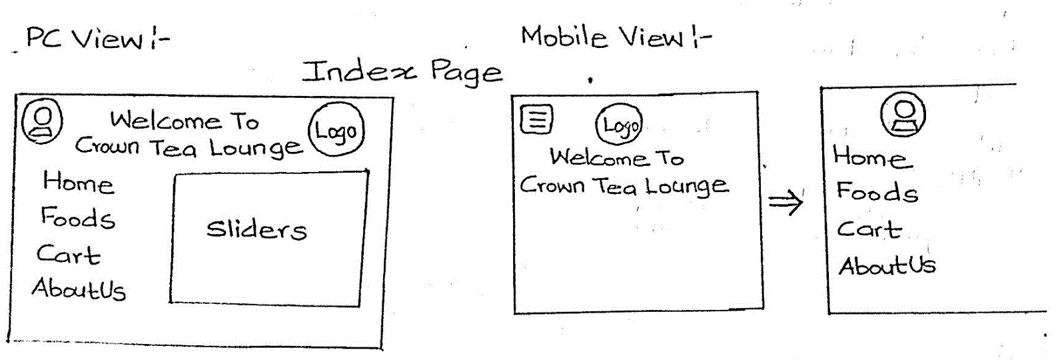 PC View :-
Mobile View :-
Index Page
Welcome To
Crown Tea Lounge
Logo
Home
Foods
Cart
AboutUs
Sliders
Logo
Welcome To
Crown Tea Lounge
Home
Foods
Cart
AboutUs